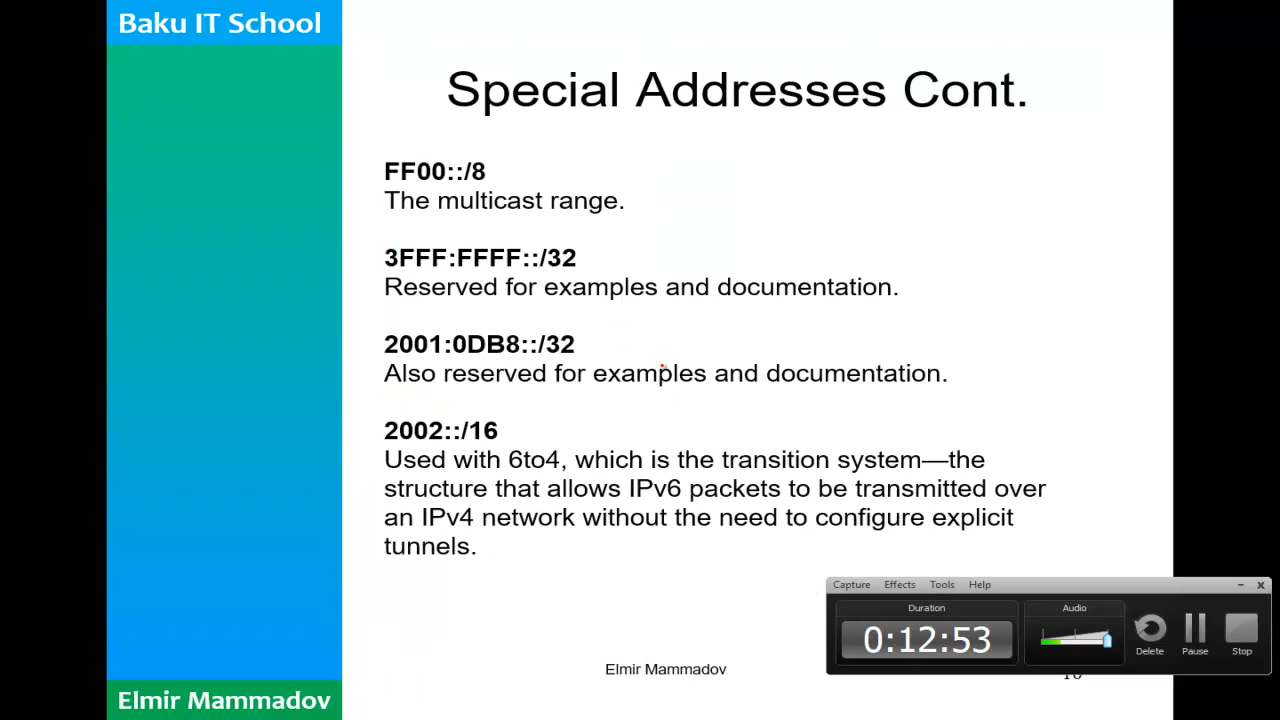 Baku IT School
Special Addresses Cont.
FF00::/8
The multicast range.
3FFF:FFFF::/32
Reserved for examples and documentation.
2001:0DB8::/32
Also reserved for examples and documentation.
2002::/16
Used with 6to4, which is the transition system—the
structure that allows IPv6 packets to be transmitted over
an IPv4 network without the need to configure explicit
tunnels.
Capture Effects Tools Help
Duration
Audio
0:12:53
Delete Pause Stop
Elmir Mammadov
Elmir Mammadov